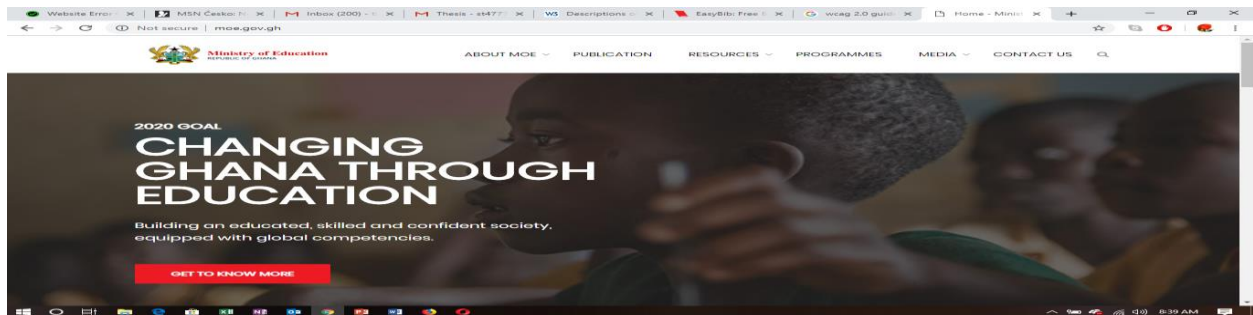 Website Erro
MSN Česko: 
Inbox (200) -
Thesis - st477
Descriptions
EasyBib: Free
wcag 2.0 guid
Home - Minis
Not secure | moe.gov.gh
Ministry of Education
REPUBLIC OF GHANA
ABOUT MOE
PUBLICATION
RESOURCES
PROGRAMMES
MEDIA
CONTACT US
2020 GOAL
CHANGING
GHANA THROUGH
EDUCATION
Building an educated, skilled and confident society,
equipped with global competencies.
GET TO KNOW MORE
8:39 AM